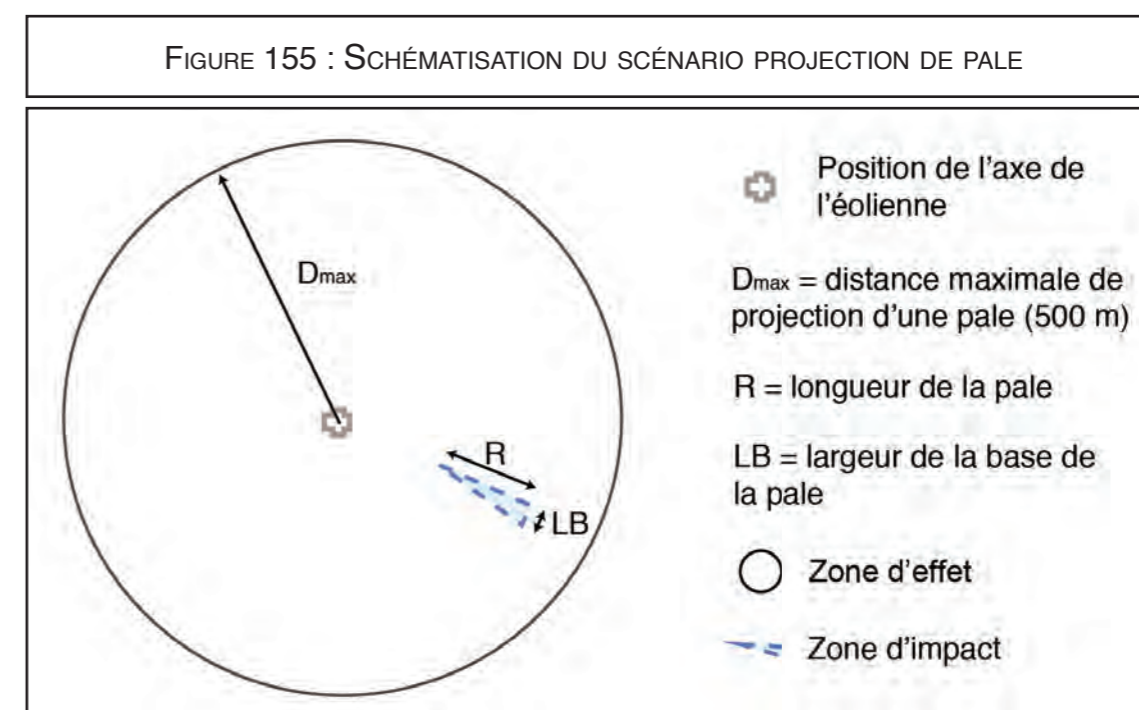 FIGURE 155 : SCHÉMATISATION DU SCÉNARIO PROJECTION DE PALE
Dmax
R
LB
Position de l'axe de
l'éolienne
Dmax = distance maximale de
projection d'une pale (500 m)
R = longueur de la pale
LB = largeur de la base de
la pale
Zone d'effet
Zone d'impact